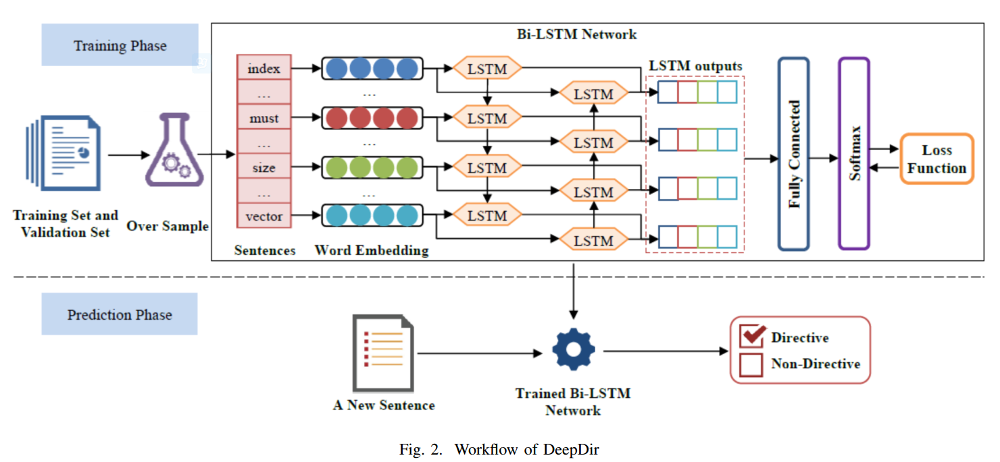 Bi-LSTM Network
Training Phase
index
LSTM
LSTM outputs
...
...
LSTM
must
LSTM
...
...
LSTM
size
LSTM
...
...
LSTM
vector
LSTM
LSTM
Fully Connected
Softmax
Loss
Function
Training Set and
Validation Set
Over Sample
Sentences
Word Embedding
Prediction Phase
A New Sentence
Trained Bi-LSTM
Network
Directive
Non-Directive
Fig. 2. Workflow of DeepDir